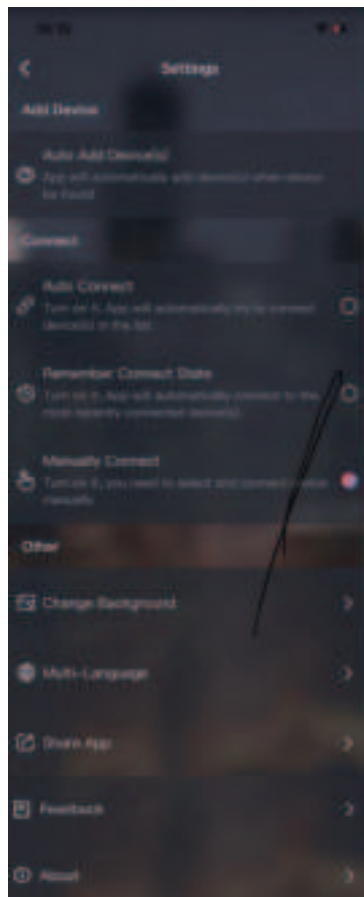 Settings
Add Device
Auto Add Device(s)
App will automatically add device(s) when device
be found
Connect
Auto Connect
Turn on it, App will automatically try to connect
device(s) in the list.
Remember Connect State
Turn on it, App will automatically connect to the
most recently connected device(s).
Manually Connect
Turn on it, you need to select and connect
manually
Other
Change Background
Multi-Language
Share App
Feedback
About